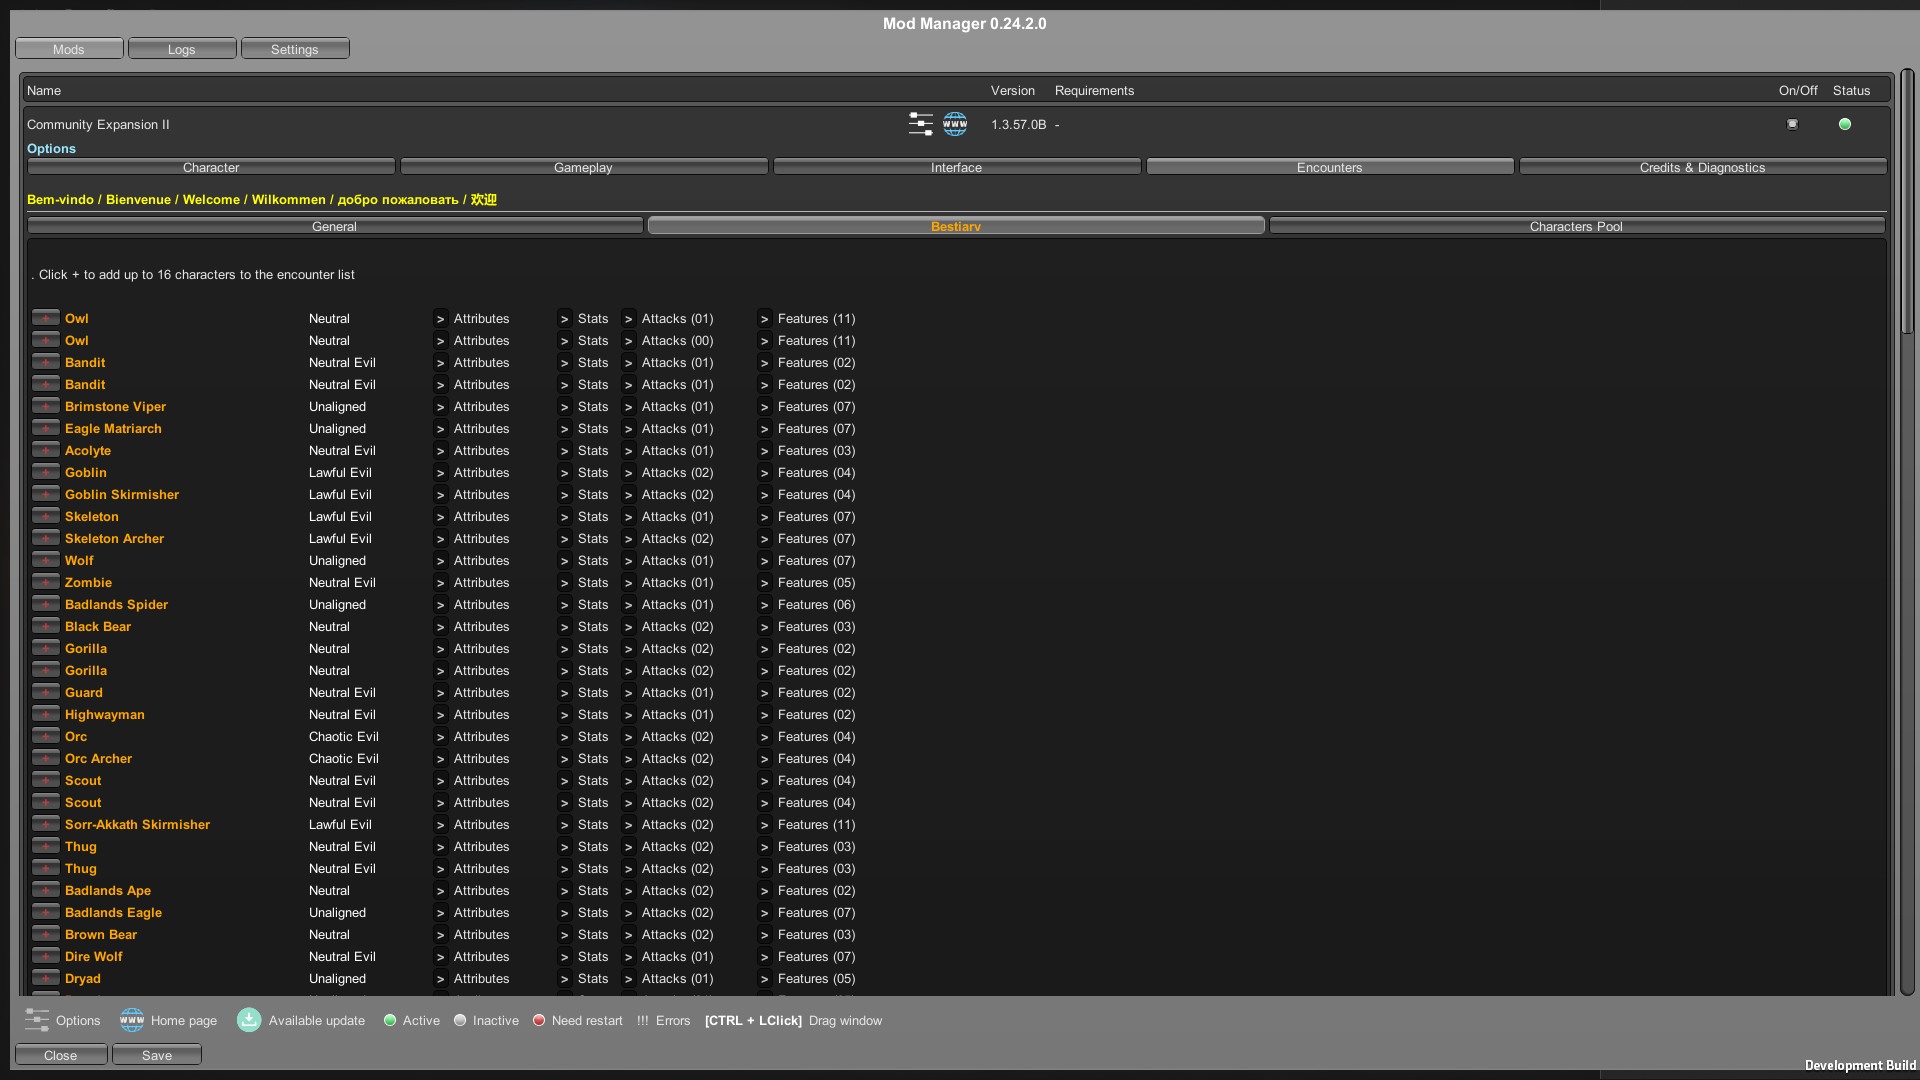 Mod Manager 0.24.2.0
Mods Logs Settings
Name Version Requirements On/Off Status
Community Expansion II www 1.3.57.0B -
Options
Character Gameplay Interface Encounters Credits & Diagnostics
Bem-vindo / Bienvenue / Welcome / Wilkommen / добро пожаловать / 欢迎
General Bestiary Characters Pool
. Click + to add up to 16 characters to the encounter list
+ Owl Neutral > Attributes > Stats > Attacks (01) > Features (11)
+ Owl Neutral > Attributes > Stats > Attacks (00) > Features (11)
+ Bandit Neutral Evil > Attributes > Stats > Attacks (01) > Features (02)
+ Bandit Neutral Evil > Attributes > Stats > Attacks (01) > Features (02)
+ Brimstone Viper Unaligned > Attributes > Stats > Attacks (01) > Features (07)
+ Eagle Matriarch Unaligned > Attributes > Stats > Attacks (01) > Features (07)
+ Acolyte Neutral Evil > Attributes > Stats > Attacks (01) > Features (03)
+ Goblin Lawful Evil > Attributes > Stats > Attacks (02) > Features (04)
+ Goblin Skirmisher Lawful Evil > Attributes > Stats > Attacks (02) > Features (04)
+ Skeleton Lawful Evil > Attributes > Stats > Attacks (01) > Features (07)
+ Skeleton Archer Lawful Evil > Attributes > Stats > Attacks (02) > Features (07)
+ Wolf Unaligned > Attributes > Stats > Attacks (01) > Features (07)
+ Zombie Neutral Evil > Attributes > Stats > Attacks (01) > Features (05)
+ Badlands Spider Unaligned > Attributes > Stats > Attacks (01) > Features (06)
+ Black Bear Neutral > Attributes > Stats > Attacks (02) > Features (03)
+ Gorilla Neutral > Attributes > Stats > Attacks (02) > Features (02)
+ Gorilla Neutral > Attributes > Stats > Attacks (02) > Features (02)
+ Guard Neutral Evil > Attributes > Stats > Attacks (01) > Features (02)
+ Highwayman Neutral Evil > Attributes > Stats > Attacks (01) > Features (02)
+ Orc Chaotic Evil > Attributes > Stats > Attacks (02) > Features (04)
+ Orc Archer Chaotic Evil > Attributes > Stats > Attacks (02) > Features (04)
+ Scout Neutral Evil > Attributes > Stats > Attacks (02) > Features (04)
+ Scout Neutral Evil > Attributes > Stats > Attacks (02) > Features (04)
+ Sorr-Akkath Skirmisher Lawful Evil > Attributes > Stats > Attacks (02) > Features (11)
+ Thug Neutral Evil > Attributes > Stats > Attacks (02) > Features (03)
+ Thug Neutral Evil > Attributes > Stats > Attacks (02) > Features (03)
+ Badlands Ape Neutral > Attributes > Stats > Attacks (02) > Features (02)
+ Badlands Eagle Unaligned > Attributes > Stats > Attacks (02) > Features (07)
+ Brown Bear Neutral > Attributes > Stats > Attacks (02) > Features (03)
+ Dire Wolf Neutral Evil > Attributes > Stats > Attacks (01) > Features (07)
+ Dryad Unaligned > Attributes > Stats > Attacks (01) > Features (05)
Options www Home page Available update Active Inactive Need restart !!! Errors [CTRL + LClick] Drag window
Close Save
Development Build